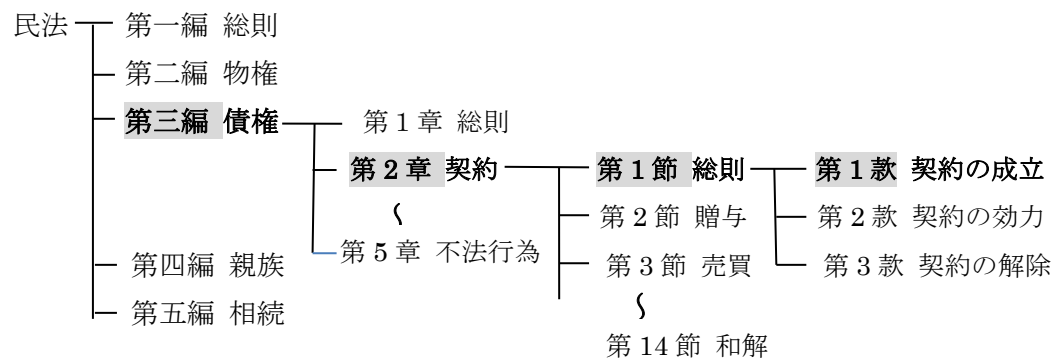 民法 第一編 総則
第二編 物権
第三編 債権 第1章 総則
第2章 契約 第1節 総則 第1款 契約の成立
〜 第2節 贈与 第2款 契約の効力
第5章 不法行為
第四編 親族 第3節 売買 第3款 契約の解除
第五編 相続 〜
第14節 和解